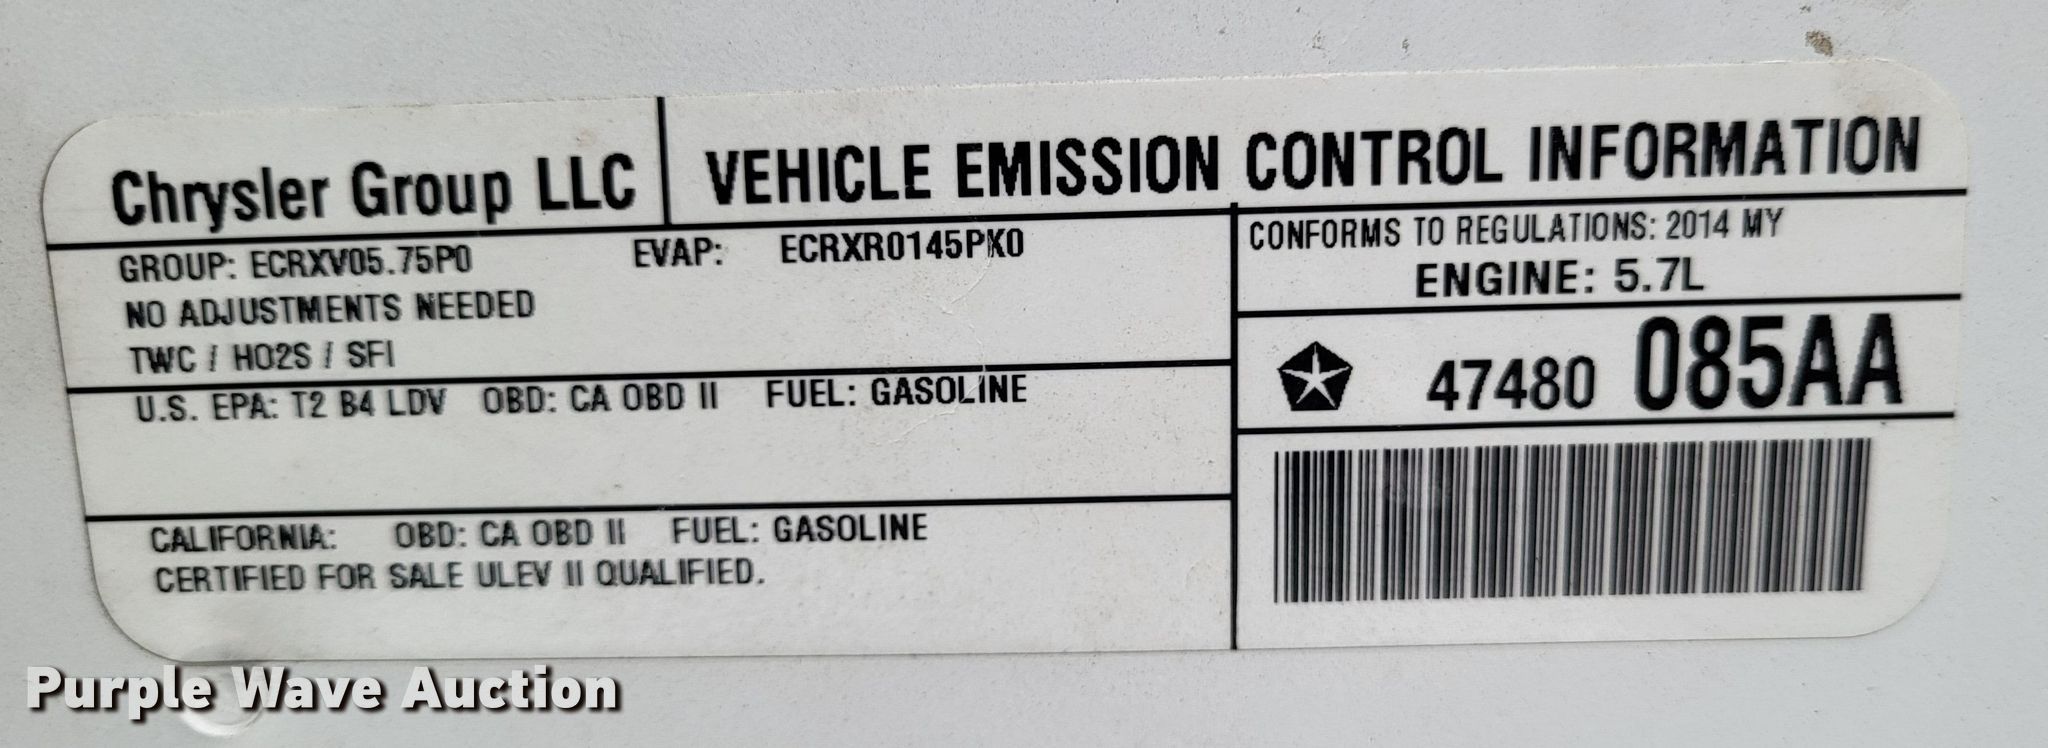 Chrysler Group LLC
VEHICLE EMISSION CONTROL INFORMATION
GROUP: ECRXV05.75P0 EVAP: ECRXR0145PK0
NO ADJUSTMENTS NEEDED
TWC / HO2S / SFI
U.S. EPA: T2 B4 LDV OBD: CA OBD II FUEL: GASOLINE
CALIFORNIA: OBD: CA OBD II FUEL: GASOLINE
CERTIFIED FOR SALE ULEV II QUALIFIED.
CONFORMS TO REGULATIONS: 2014 MY
ENGINE: 5.7L
47480 085AA
Purple Wave Auction